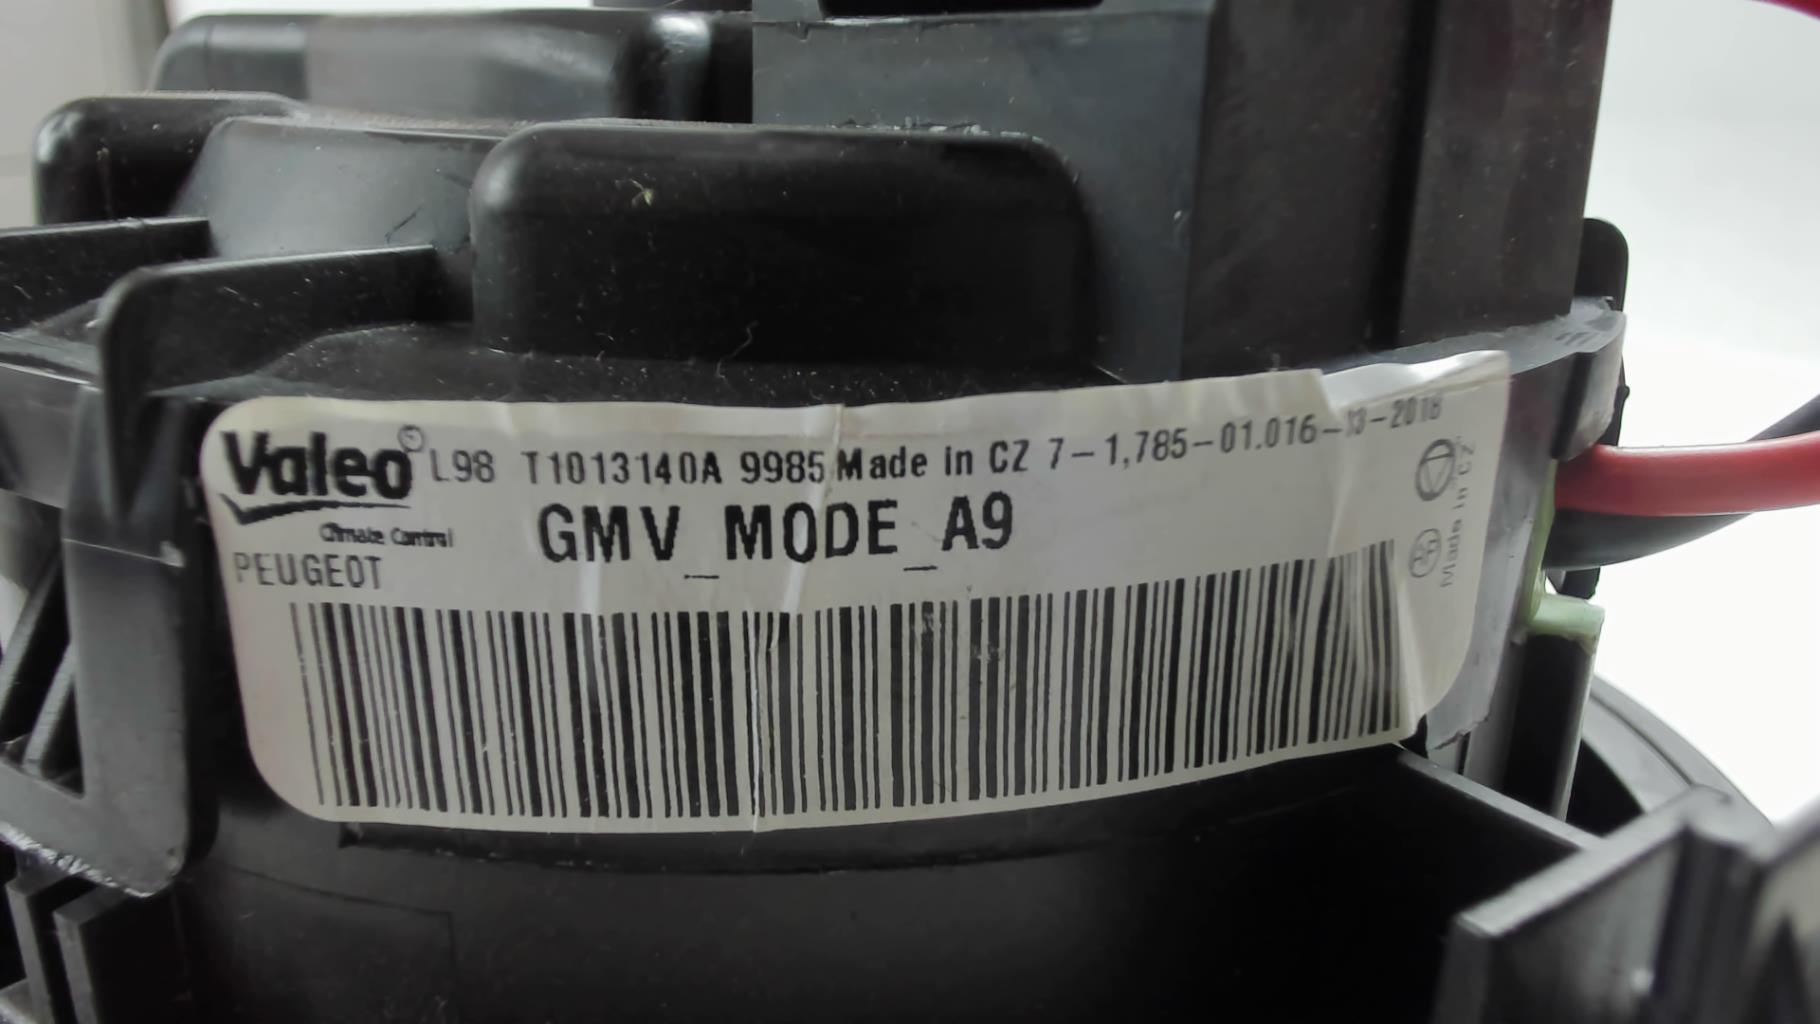 Valeo L98 T1013140A 9985 Made in CZ 7-1,785-01.016-13-2018
Climate Control
GMV_MODE_A9
PEUGEOT
Made in CZ